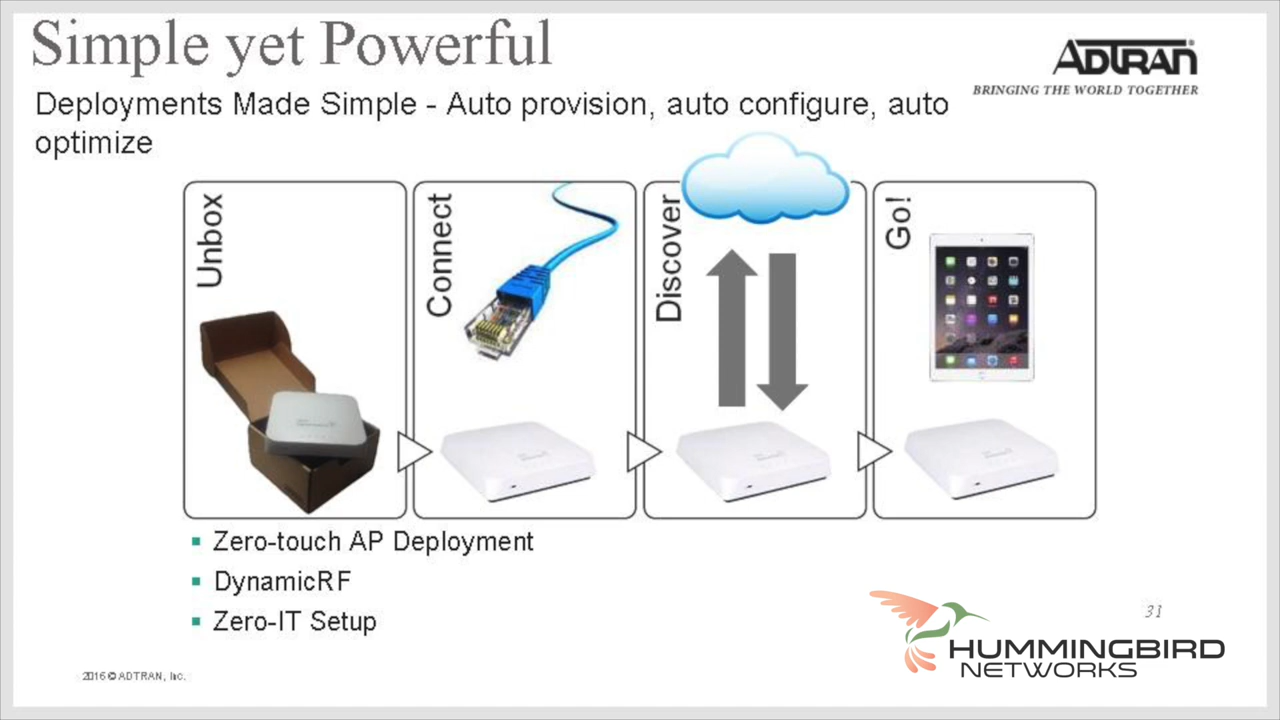 Simple yet Powerful
ADTRAN®
BRINGING THE WORLD TOGETHER
Deployments Made Simple - Auto provision, auto configure, auto
optimize
Unbox
Connect
Discover
Go!
▪ Zero-touch AP Deployment
▪ DynamicRF
▪ Zero-IT Setup
31
HUMMINGBIRD
NETWORKS
2016 © ADTRAN, Inc.